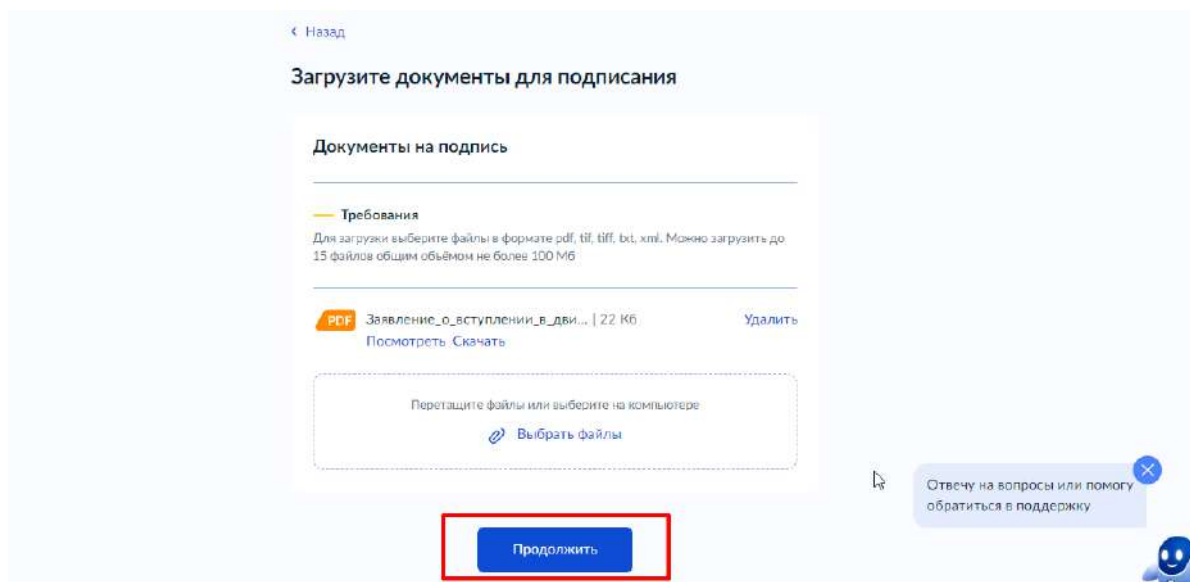 Назад
Загрузите документы для подписания
Документы на подпись
Требования
Для загрузки выберите файлы в формате pdf, tif, tiff, txt, xml. Можно загрузить до
15 файлов общим объёмом не более 100 Мб
PDF Заявление_о_вступлении_в_дви... | 22 Кб Удалить
Посмотреть Скачать
Перетащите файлы или выберите на компьютере
Выбрать файлы
Отвечу на вопросы или помогу
обратиться в поддержку
Продолжить